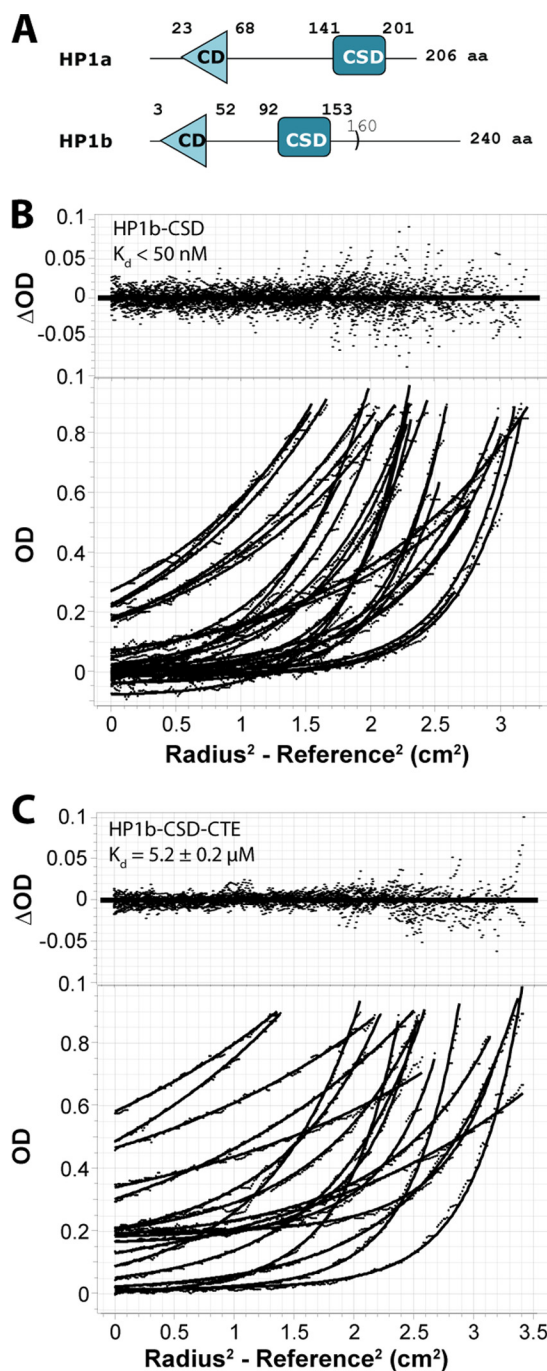 A
23 68 141 201
HP1a CD CSD 206 aa
3 52 92 153 160
HP1b CD CSD 240 aa
B
HP1b-CSD
Kd < 50 nM
0.1
0.05
0
-0.05
0.1
ΔOD
0.8
0.6
0.4
0.2
0
OD
0 0.5 1 1.5 2 2.5 3
Radius² - Reference² (cm²)
C
HP1b-CSD-CTE
Kd = 5.2 ± 0.2 μM
0.1
0.05
0
-0.05
0.1
ΔOD
0.8
0.6
0.4
0.2
0
OD
0 0.5 1 1.5 2 2.5 3 3.5
Radius² - Reference² (cm²)